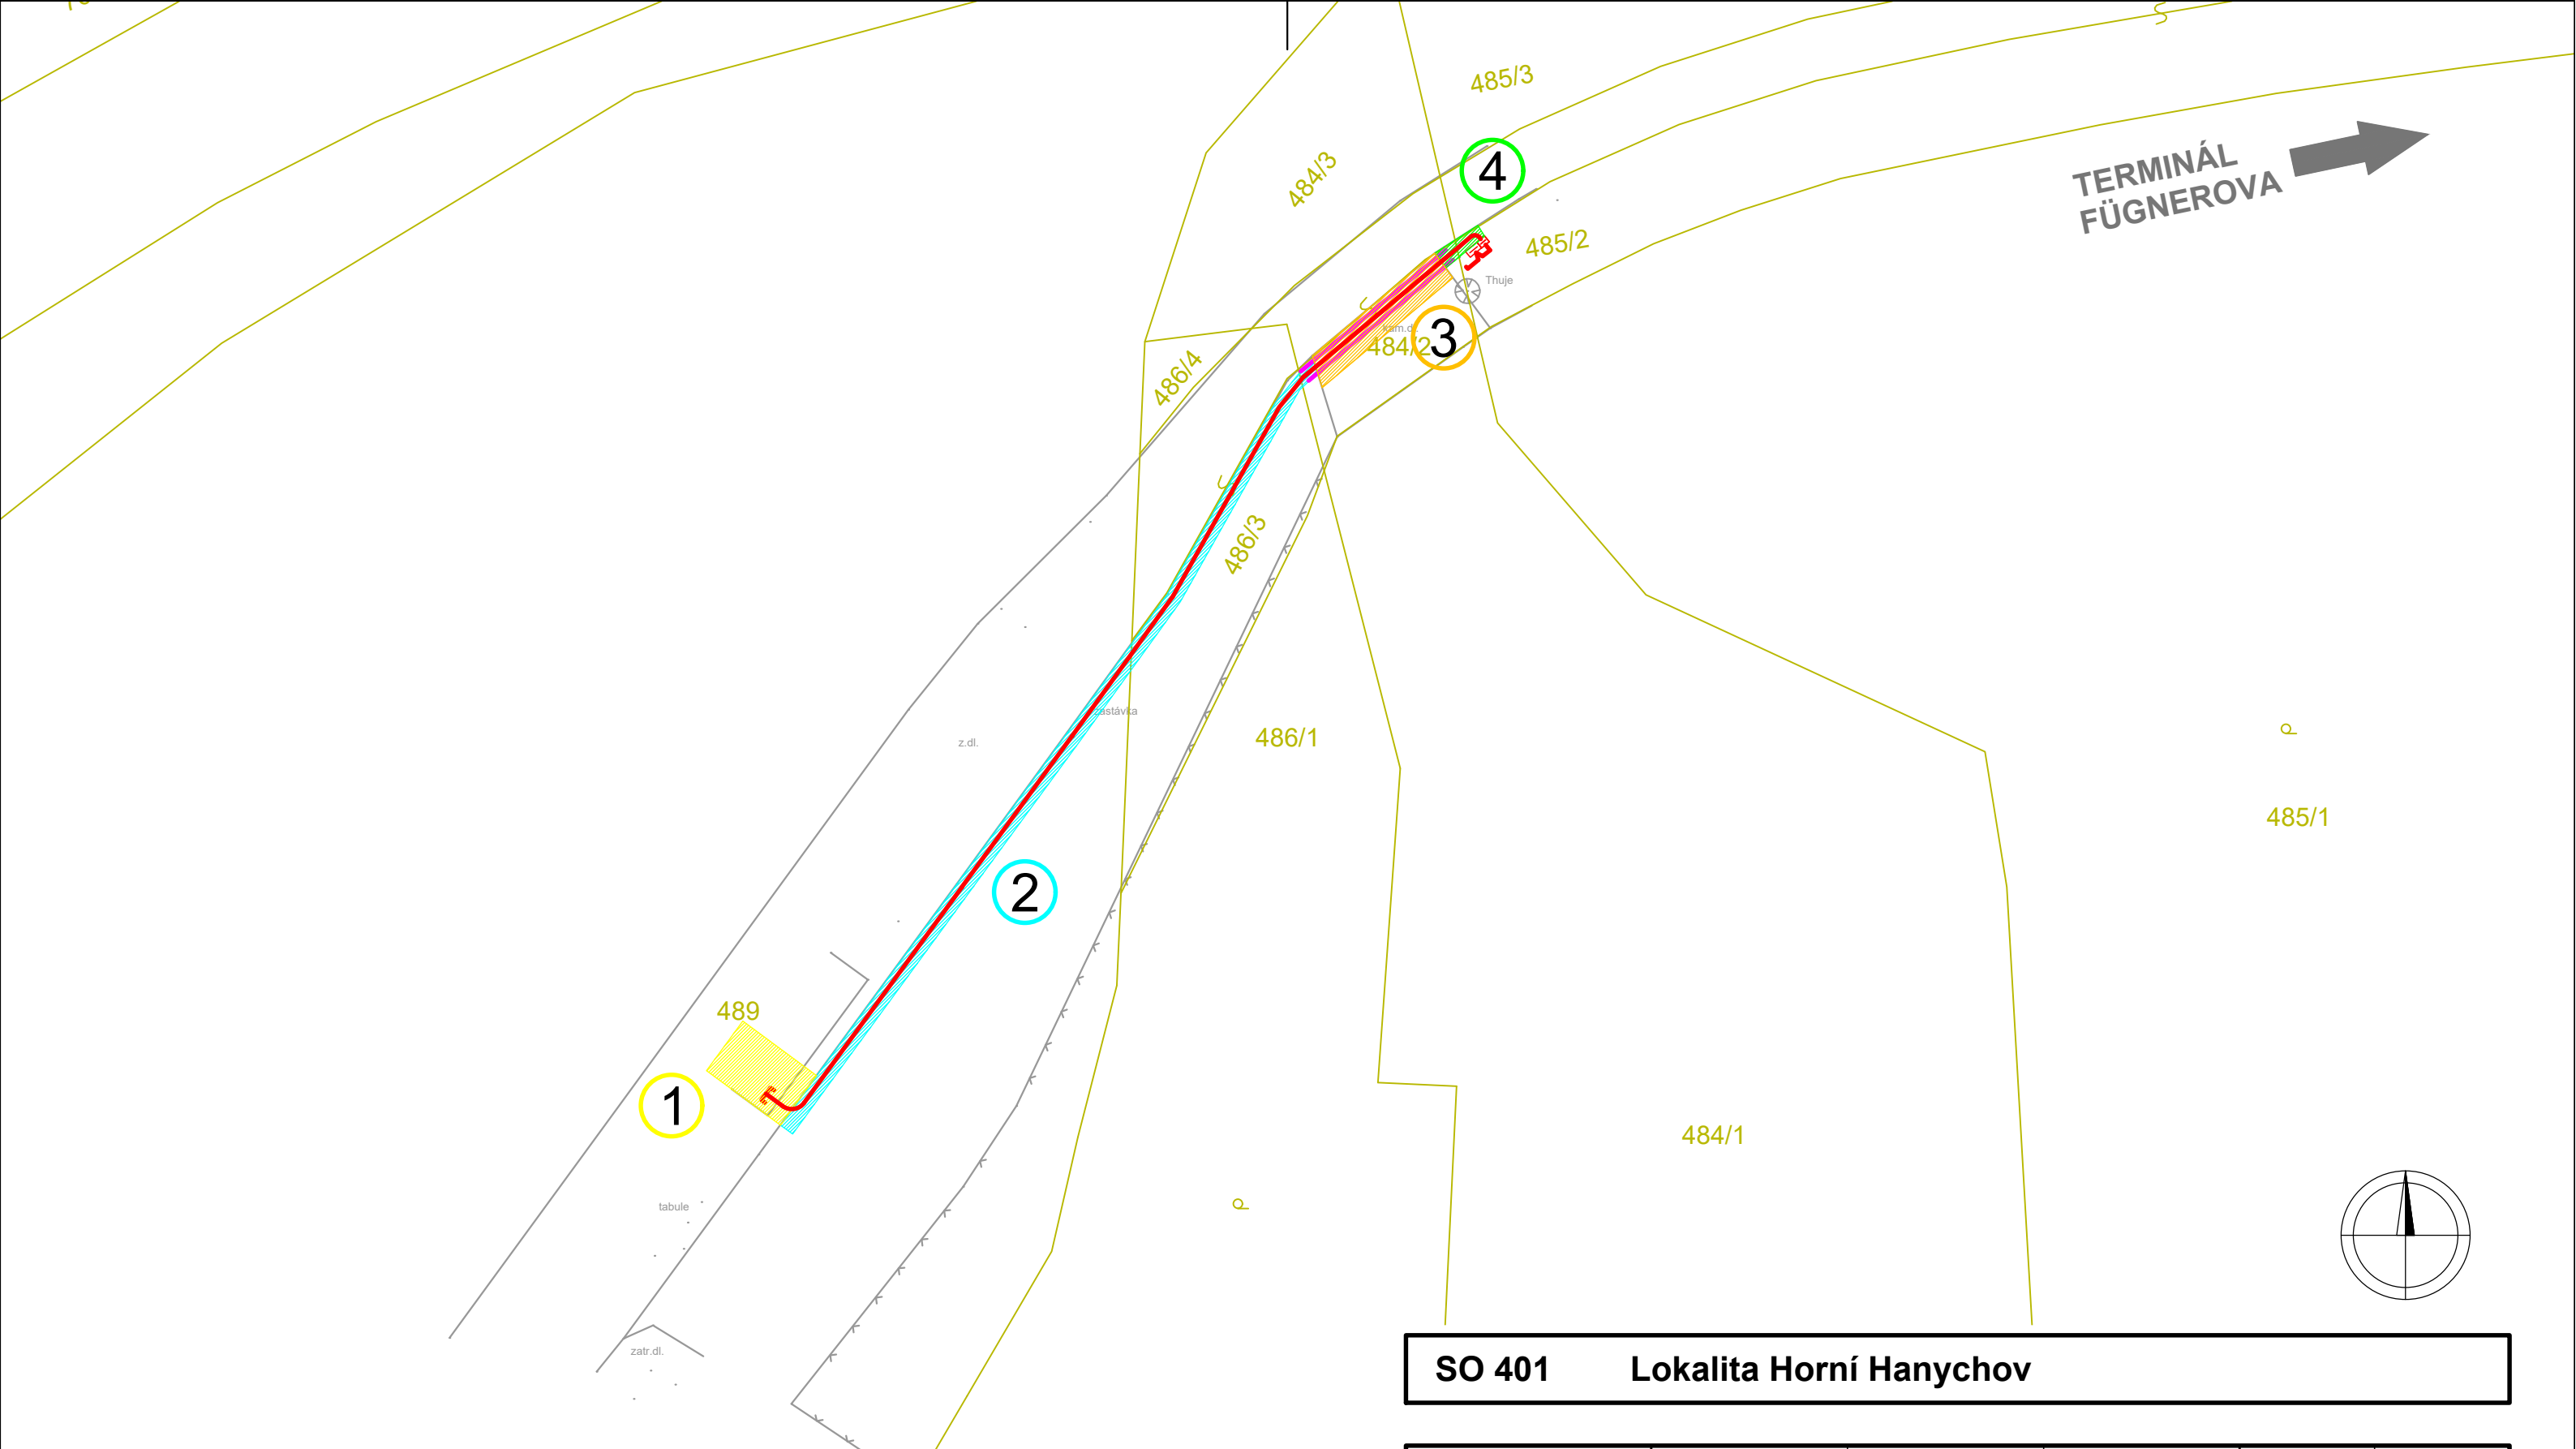 485/3
4
484/3
TERMINÁL
FÜGNEROVA
485/2
Thuje
3
484/2
486/4
486/3
zastávka
z.dl.
486/1
485/1
2
489
1
484/1
tabule
zatr.dl.
SO 401 Lokalita Horní Hanychov